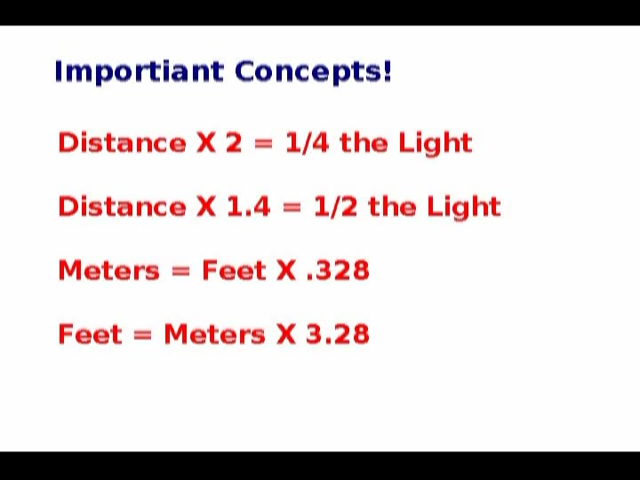 Importiant Concepts!
Distance X 2 = 1/4 the Light
Distance X 1.4 = 1/2 the Light
Meters = Feet X .328
Feet = Meters X 3.28